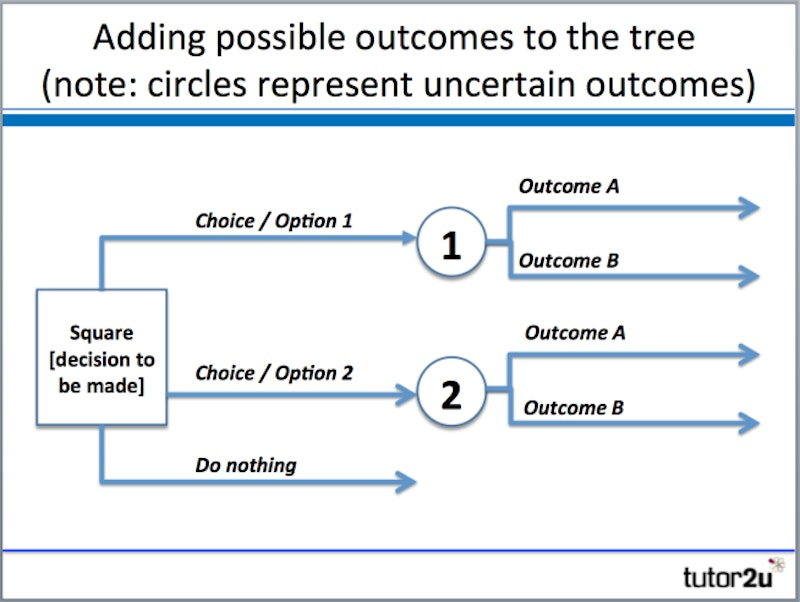 Adding possible outcomes to the tree
(note: circles represent uncertain outcomes)
Outcome A
Choice / Option 1
1
Outcome B
Square
[decision to
be made]
Outcome A
Choice / Option 2
2
Outcome B
Do nothing
tutor2u